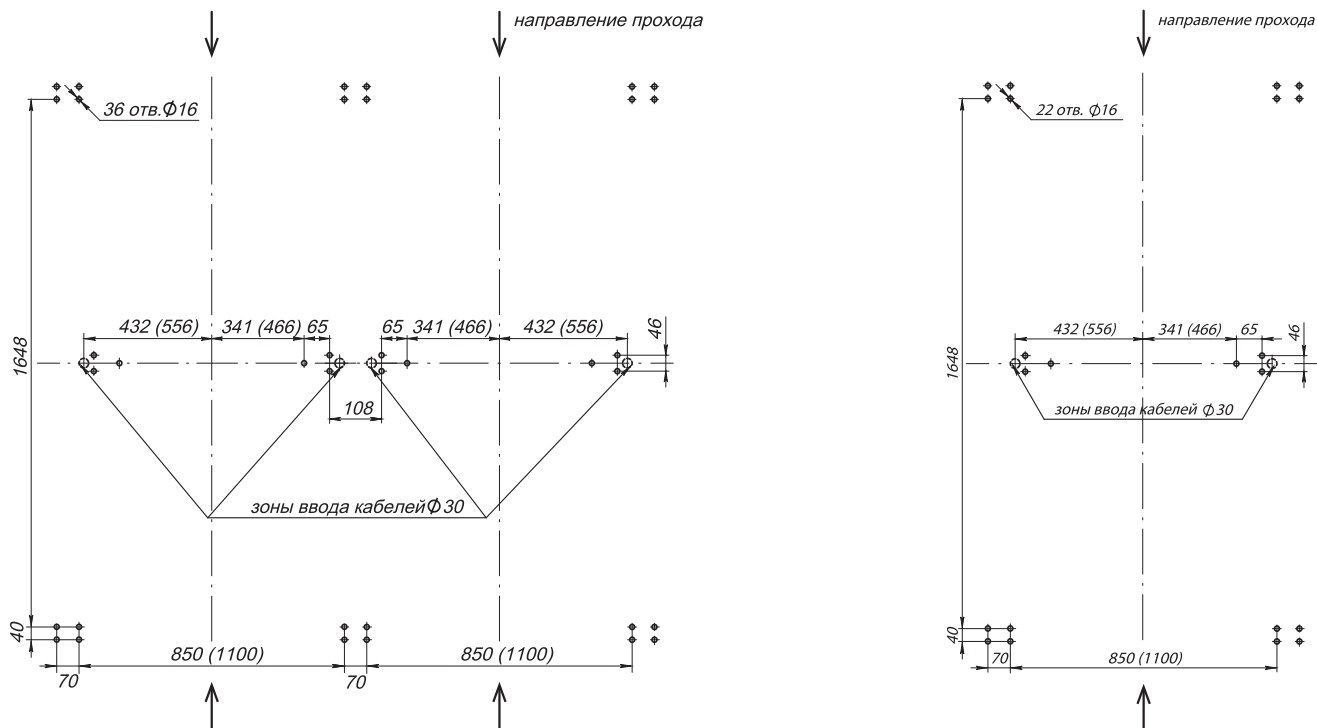 направление прохода
36 отв.Ф16
1648
432 (556) 341 (466) 65 65 341 (466) 432 (556) 46
108
зоны ввода кабелей Ф30
40
850 (1100) 850 (1100)
70 70
направление прохода
22 отв. Ф16
1648
432 (556) 341 (466) 65 46
зоны ввода кабелей Ф30
40
70 850 (1100)